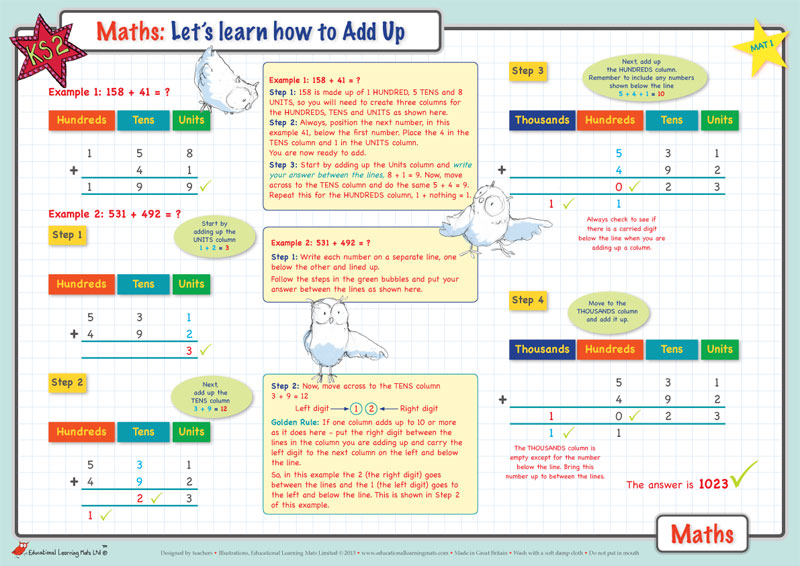 KS2
Maths: Let's learn how to Add Up
MAT 1
Example 1: 158 + 41 = ?
Hundreds Tens Units
1 5 8
+ 4 1
1 9 9
Example 1: 158 + 41 = ?
Step 1: 158 is made up of 1 HUNDRED, 5 TENS and 8
UNITS, so you will need to create three columns for
the HUNDREDS, TENS and UNITS as shown here.
Step 2: Always, position the next number, in this
example 41, below the first number. Place the 4 in the
TENS column and 1 in the UNITS column.
You are now ready to add.
Step 3: Start by adding up the Units column and write
your answer between the lines, 8 + 1 = 9. Now, move
across to the TENS column and do the same 5 + 4 = 9.
Repeat this for the HUNDREDS column, 1 + nothing = 1.
Example 2: 531 + 492 = ?
Step 1
Start by
adding up the
UNITS column
1 + 2 = 3
Hundreds Tens Units
5 3 1
+ 4 9 2
3
Example 2: 531 + 492 = ?
Step 1: Write each number on a separate line, one
below the other and lined up.
Follow the steps in the green bubbles and put your
answer between the lines as shown here.
Step 2
Next,
add up the
TENS column
3 + 9 = 12
Hundreds Tens Units
5 3 1
+ 4 9 2
2 3
1
Step 2: Now, move across to the TENS column
3 + 9 = 12
Left digit 1 2 Right digit
Golden Rule: If one column adds up to 10 or more
as it does here – put the right digit between the
lines in the column you are adding up and carry the
left digit to the next column on the left and below
the line.
So, in this example the 2 (the right digit) goes
between the lines and the 1 (the left digit) goes to
the left and below the line. This is shown in Step 2
of this example.
Step 3
Next, add up
the HUNDREDS column.
Remember to include any numbers
shown below the line
5 + 4 + 1 = 10
Thousands Hundreds Tens Units
5 3 1
+ 4 9 2
0 2 3
1 1
Always check to see if
there is a carried digit
below the line when you are
adding up a column.
Step 4
Move to the
THOUSANDS column
and add it up.
Thousands Hundreds Tens Units
5 3 1
+ 4 9 2
1 0 2 3
1 1
The THOUSANDS column is
empty except for the number
below the line. Bring this
number up to between the lines.
The answer is 1023
Maths
Educational Learning Mats Ltd ©™
Designed by teachers • Illustrations, Educational Learning Mats Limited © 2013 • www.educationallearningmats.com • Made in Great Britain • Wash with a soft damp cloth • Do not put in mouth